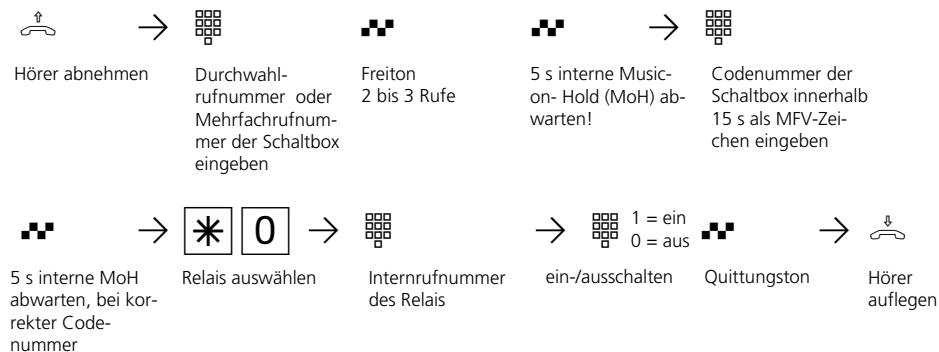 Hörer abnehmen
Durchwahl-
rufnummer oder
Mehrfachrufnum-
mer der Schaltbox
eingeben
Freiton
2 bis 3 Rufe
5 s interne Music-
on- Hold (MoH) ab-
warten!
Codenummer der
Schaltbox innerhalb
15 s als MFV-Zei-
chen eingeben
5 s interne MoH
abwarten, bei kor-
rekter Code-
nummer
* 0
Relais auswählen
Internrufnummer
des Relais
1 = ein
0 = aus
ein-/ausschalten
Quittungston
Hörer
auflegen